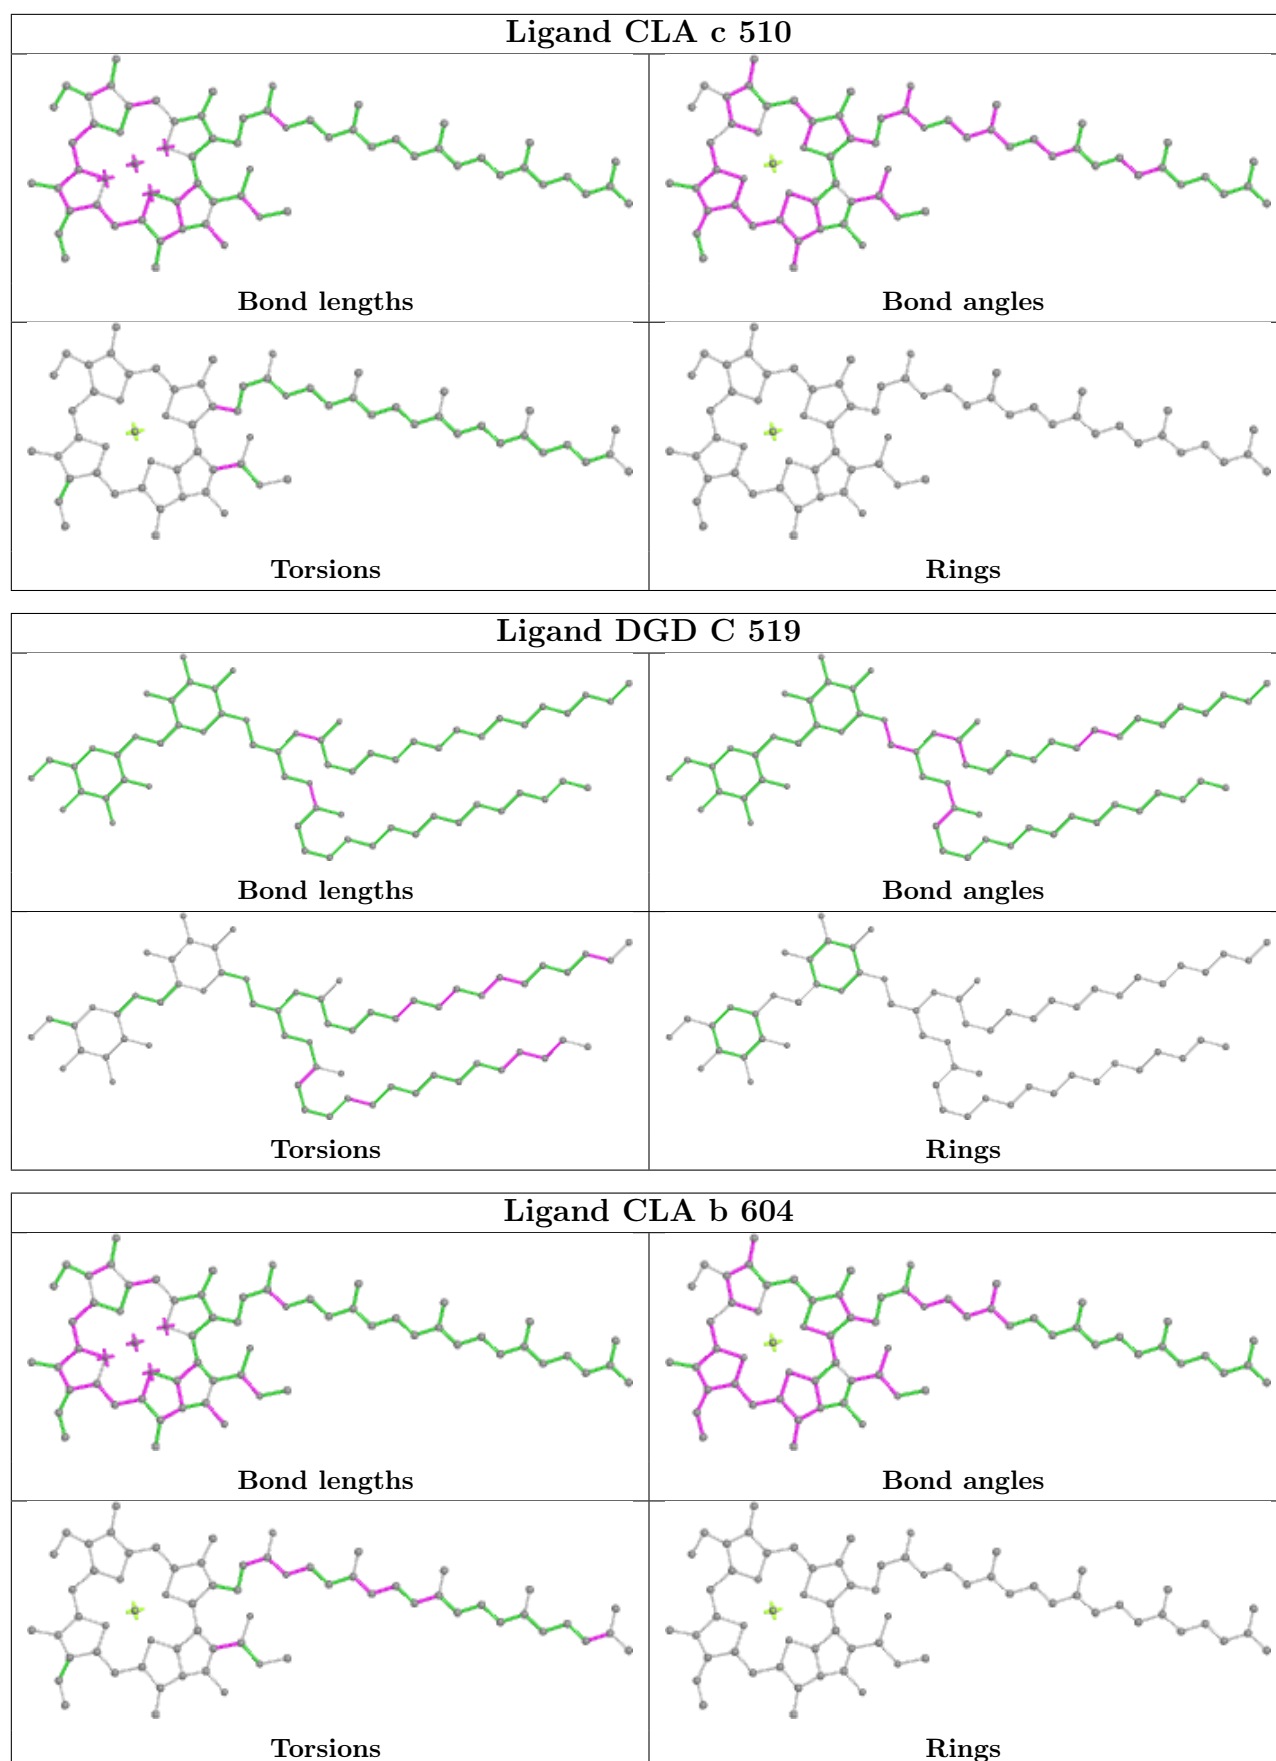 Ligand CLA c 510
Bond lengths
Bond angles
Torsions
Rings
Ligand DGD C 519
Bond lengths
Bond angles
Torsions
Rings
Ligand CLA b 604
Bond lengths
Bond angles
Torsions
Rings